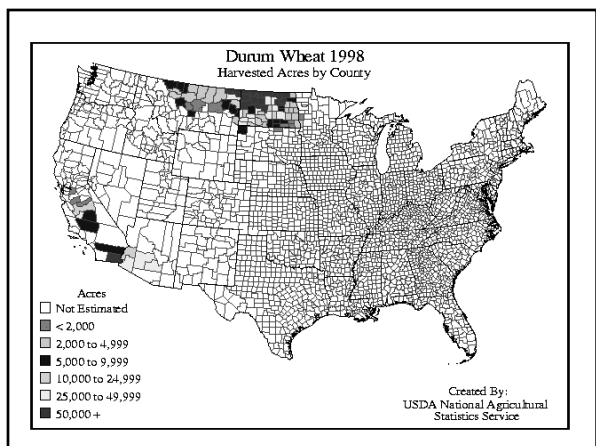 Durum Wheat 1998
Harvested Acres by County
Acres
Not Estimated
< 2,000
2,000 to 4,999
5,000 to 9,999
10,000 to 24,999
25,000 to 49,999
50,000 +
Created By:
USDA National Agricultural
Statistics Service